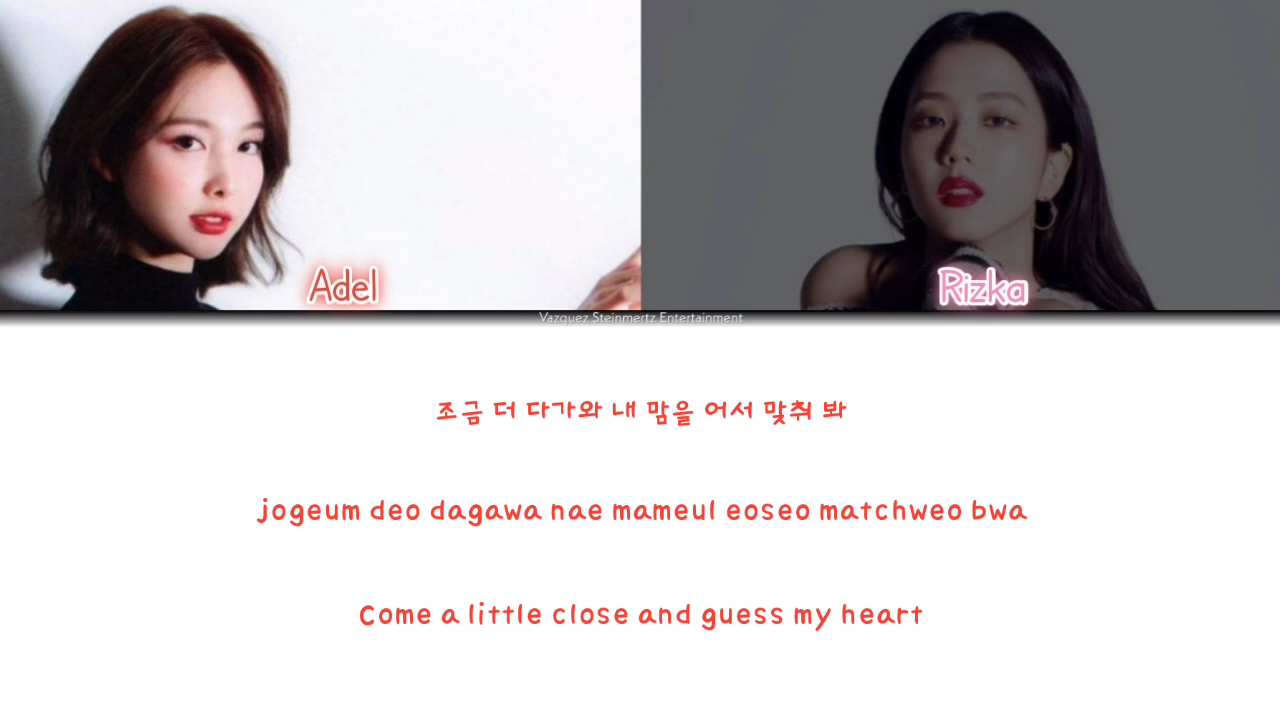 Adel
Rizka
Vazquez Steinmertz Entertainment
조금 더 다가와 내 맘을 어서 맞춰 봐
jogeum deo dagawa nae mameul eoseo matchweo bwa
Come a little close and guess my heart